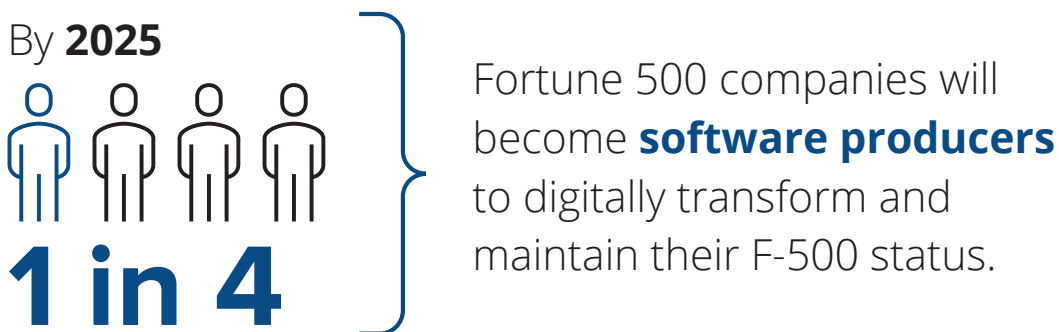 By 2025
1 in 4
Fortune 500 companies will
become software producers
to digitally transform and
maintain their F-500 status.